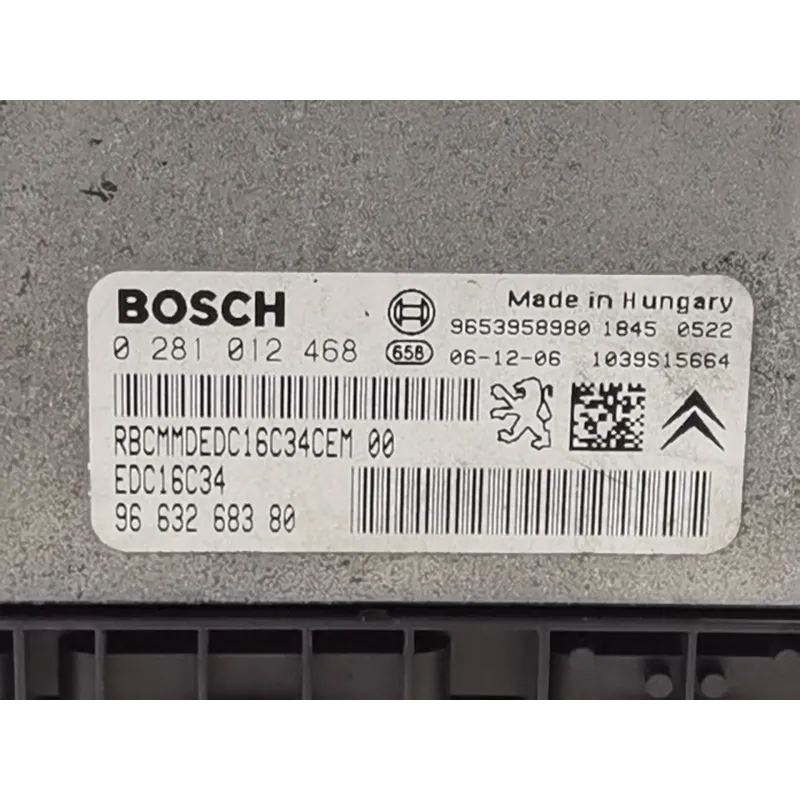 BOSCH
Made in Hungary
9653958980 1845 0522
0 281 012 468
658
06-12-06 1039S15664
RBCMMDEDC16C34CEM 00
EDC16C34
96 632 683 80